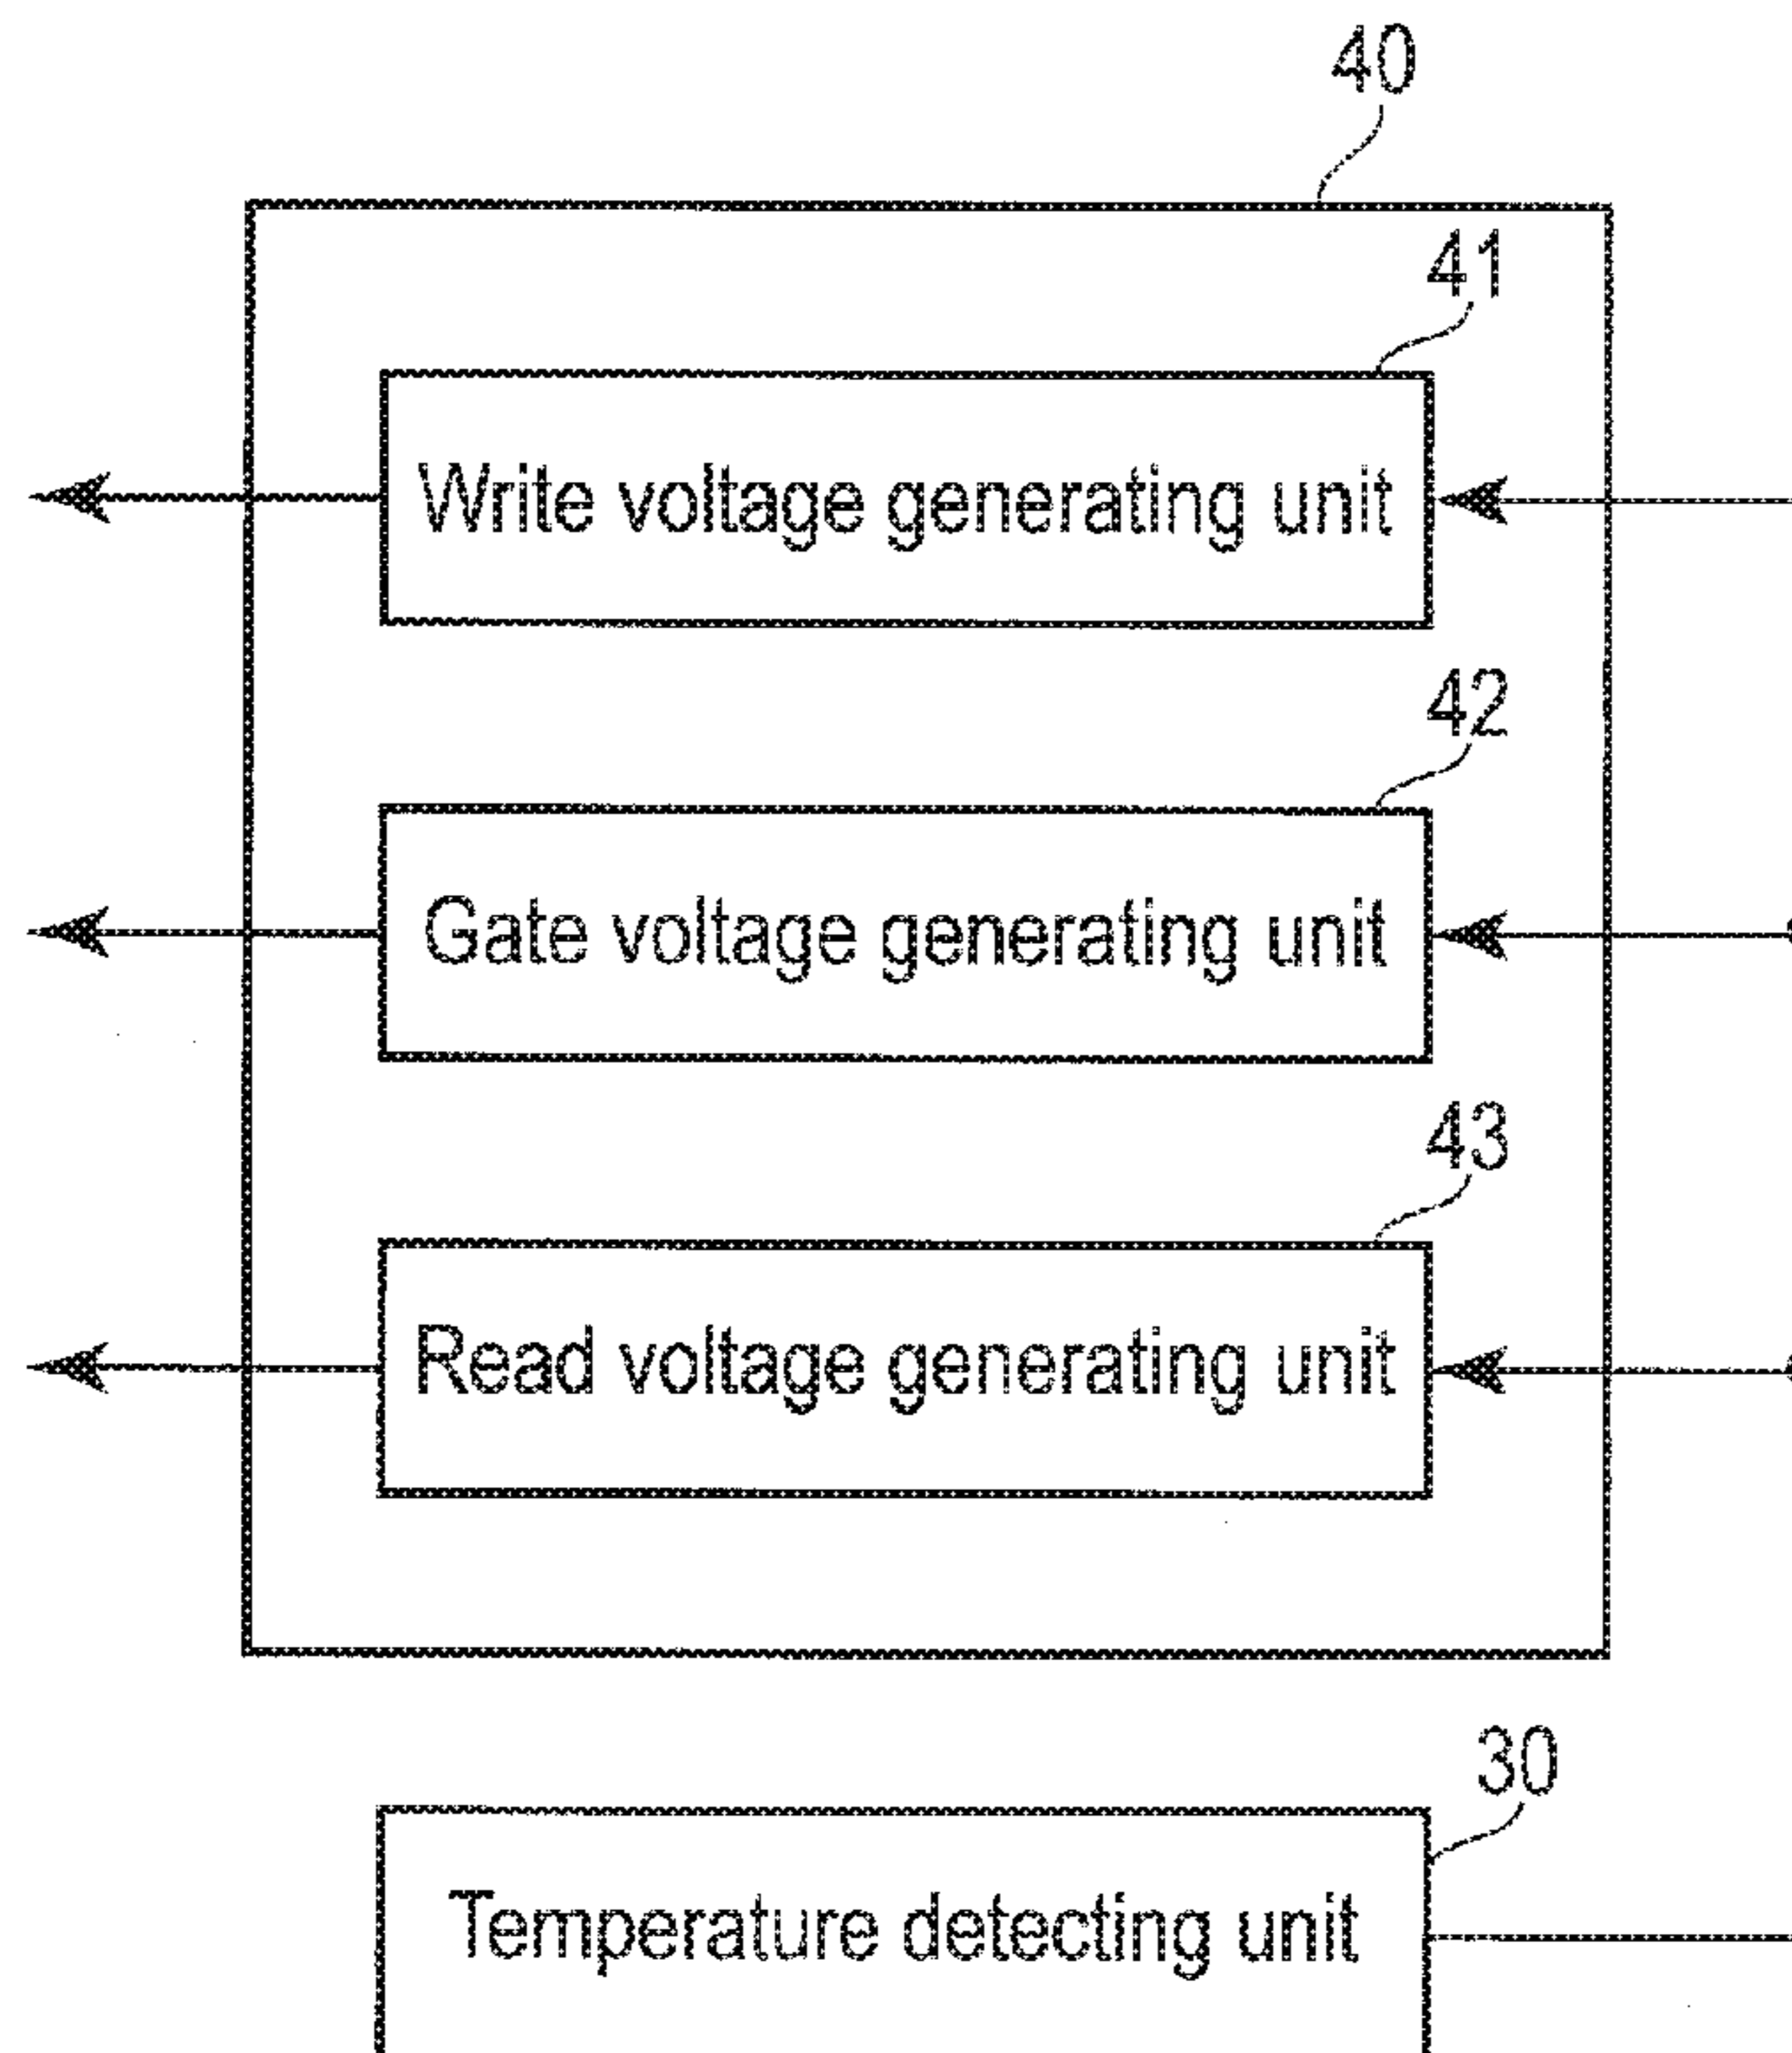 40
41
Write voltage generating unit
42
Gate voltage generating unit
43
Read voltage generating unit
30
Temperature detecting unit